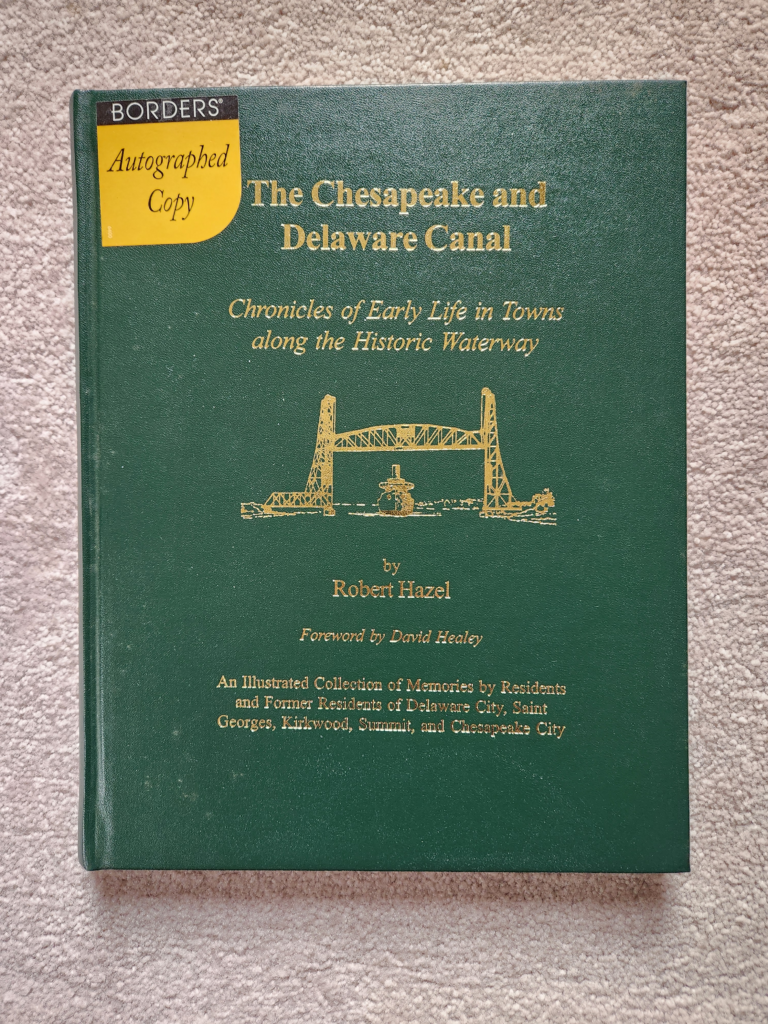 BORDERS®
Autographed
Copy
The Chesapeake and
Delaware Canal
Chronicles of Early Life in Towns
along the Historic Waterway
by
Robert Hazel
Foreword by David Healey
An Illustrated Collection of Memories by Residents
and Former Residents of Delaware City, Saint
Georges, Kirkwood, Summit, and Chesapeake City